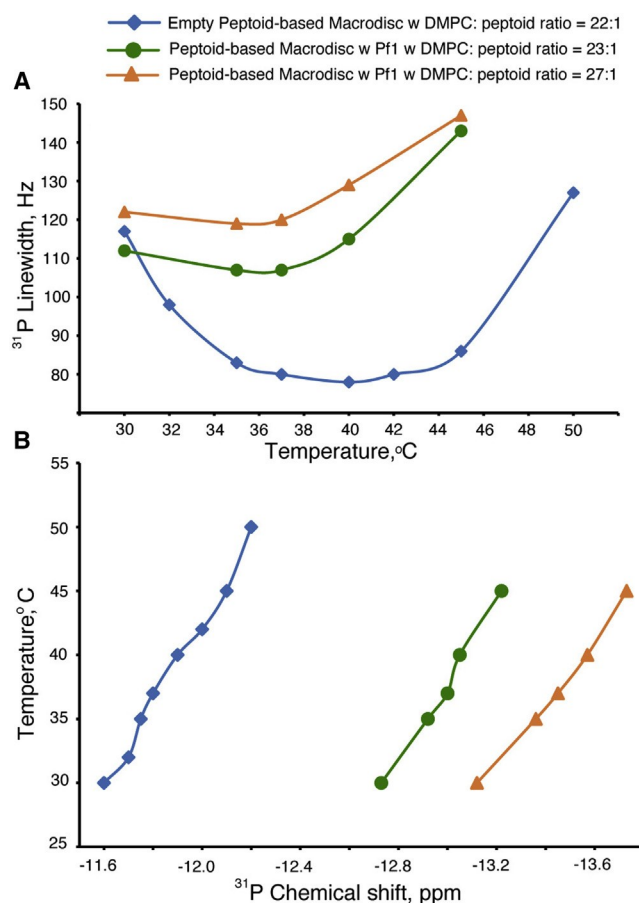 Empty Peptoid-based Macrodisc w DMPC: peptoid ratio = 22:1
Peptoid-based Macrodisc w Pf1 w DMPC: peptoid ratio = 23:1
Peptoid-based Macrodisc w Pf1 w DMPC: peptoid ratio = 27:1
A
150
140
130
120
110
100
90
80
31P Linewidth, Hz
30 32 34 36 38 40 42 44 46 48 50
Temperature,oC
B
55
50
45
40
35
30
25
Temperature,o C
-11.6 -12.0 -12.4 -12.8 -13.2 -13.6
31P Chemical shift, ppm